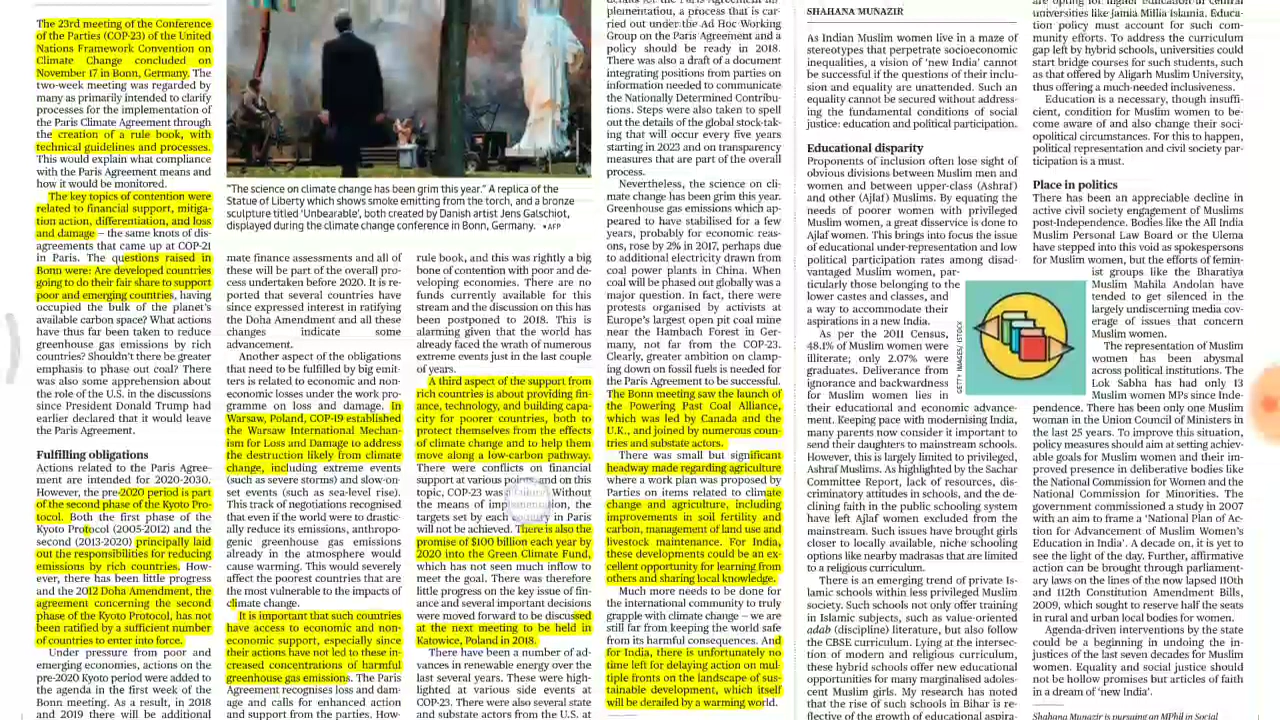 The 23rd meeting of the Conference
of the Parties (COP-23) of the United
Nations Framework Convention on
Climate Change concluded on
November 17 in Bonn, Germany. The
two-week meeting was regarded by
many as primarily intended to clarify
processes for the implementation of
the Paris Climate Agreement through
the creation of a rule book, with
technical guidelines and processes.
This would explain what compliance
with the Paris Agreement means and
how it would be monitored.
The key topics of contention were
related to financial support, mitiga-
tion action, differentiation, and loss
and damage – the same knots of dis-
agreements that came up at COP-21
in Paris. The questions raised in
Bonn were: Are developed countries
going to do their fair share to support
poor and emerging countries, having
occupied the bulk of the planet's
available carbon space? What actions
have thus far been taken to reduce
greenhouse gas emissions by rich
countries? Shouldn't there be greater
emphasis to phase out coal? There
was also some apprehension about
the role of the U.S. in the discussions
since President Donald Trump had
earlier declared that it would leave
the Paris Agreement.
Fulfilling obligations
Actions related to the Paris Agree-
ment are intended for 2020-2030.
However, the pre-2020 period is part
of the second phase of the Kyoto Pro-
tocol. Both the first phase of the
Kyoto Protocol (2005-2012) and the
second (2013-2020) principally laid
out the responsibilities for reducing
emissions by rich countries. How-
ever, there has been little progress
and the 2012 Doha Amendment, the
agreement concerning the second
phase of the Kyoto Protocol, has not
been ratified by a sufficient number
of countries to enter into force.
Under pressure from poor and
emerging economies, actions on the
pre-2020 Kyoto period were added to
the agenda in the first week of the
Bonn meeting. As a result, in 2018
and 2019 there will be additional
"The science on climate change has been grim this year." A replica of the
Statue of Liberty which shows smoke emitting from the torch, and a bronze
sculpture titled 'Unbearable', both created by Danish artist Jens Galschiot,
displayed during the climate change conference in Bonn, Germany. •AFP
mate finance assessments and all of
these will be part of the overall pro-
cess undertaken before 2020. It is re-
ported that several countries have
since expressed interest in ratifying
the Doha Amendment and all these
changes indicate some
advancement.
Another aspect of the obligations
that need to be fulfilled by big emit-
ters is related to economic and non-
economic losses under the work pro-
gramme on loss and damage. In
Warsaw, Poland, COP-19 established
the Warsaw International Mechan-
ism for Loss and Damage to address
the destruction likely from climate
change, including extreme events
(such as severe storms) and slow-on-
set events (such as sea-level rise).
This track of negotiations recognised
that even if the world were to drastic-
ally reduce its emissions, anthropo-
genic greenhouse gas emissions
already in the atmosphere would
cause warming. This would severely
affect the poorest countries that are
the most vulnerable to the impacts of
climate change.
It is important that such countries
have access to economic and non-
economic support, especially since
their actions have not led to these in-
creased concentrations of harmful
greenhouse gas emissions. The Paris
Agreement recognises loss and dam-
age and calls for enhanced action
and support from the parties. How-
rule book, and this was rightly a big
bone of contention with poor and de-
veloping economies. There are no
funds currently available for this
stream and the discussion on this has
been postponed to 2018. This is
alarming given that the world has
already faced the wrath of numerous
extreme events just in the last couple
of years.
A third aspect of the support from
rich countries is about providing fin-
ance, technology, and building capa-
city for poorer countries, both to
protect themselves from the effects
of climate change and to help them
move along a low-carbon pathway.
There were conflicts on financial
support at various and on this
topic, COP-23 was Without
the means of the
targets set by each in Paris
will not be achieved. There is also the
promise of $100 billion each year by
2020 into the Green Climate Fund,
which has not seen much inflow to
meet the goal. There was therefore
little progress on the key issue of fin-
ance and several important decisions
were moved forward to be discussed
at the next meeting to be held in
Katowice, Poland in 2018.
There have been a number of ad-
vances in renewable energy over the
last several years. These were high-
lighted at various side events at
COP-23. There were also several state
and substate actors from the U.S. at
plementation, a process that is car-
ried out under the Ad Hoc Working
Group on the Paris Agreement and a
policy should be ready in 2018.
There was also a draft of a document
integrating positions from parties on
information needed to communicate
the Nationally Determined Contribu-
tions. Steps were also taken to spell
out the details of the global stock-tak-
ing that will occur every five years
starting in 2023 and on transparency
measures that are part of the overall
process.
Nevertheless, the science on cli-
mate change has been grim this year.
Greenhouse gas emissions which ap-
peared to have stabilised for a few
years, probably for economic reas-
ons, rose by 2% in 2017, perhaps due
to additional electricity drawn from
coal power plants in China. When
coal will be phased out globally was a
major question. In fact, there were
protests organised by activists at
Europe's largest open pit coal mine
near the Hambach Forest in Ger-
many, not far from the COP-23.
Clearly, greater ambition on clamp-
ing down on fossil fuels is needed for
the Paris Agreement to be successful.
The Bonn meeting saw the launch of
the Powering Past Coal Alliance,
which was led by Canada and the
U.K., and joined by numerous coun-
tries and substate actors.
There was small but significant
headway made regarding agriculture
where a work plan was proposed by
Parties on items related to climate
change and agriculture, including
improvements in soil fertility and
carbon, management of land use and
livestock maintenance. For India,
these developments could be an ex-
cellent opportunity for learning from
others and sharing local knowledge.
Much more needs to be done for
the international community to truly
grapple with climate change – we are
still far from keeping the world safe
from its harmful consequences. And
for India, there is unfortunately no
time left for delaying action on mul-
tiple fronts on the landscape of sus-
tainable development, which itself
will be derailed by a warming world.
SHAHANA MUNAZIR
As Indian Muslim women live in a maze of
stereotypes that perpetrate socioeconomic
inequalities, a vision of 'new India' cannot
be successful if the questions of their inclu-
sion and equality are unattended. Such an
equality cannot be secured without address-
ing the fundamental conditions of social
justice: education and political participation.
Educational disparity
Proponents of inclusion often lose sight of
obvious divisions between Muslim men and
women and between upper-class (Ashraf)
and other (Ajlaf) Muslims. By equating the
needs of poorer women with privileged
Muslim women, a great disservice is done to
Ajlaf women. This brings into focus the issue
of educational under-representation and low
political participation rates among disad-
vantaged Muslim women, par-
ticularly those belonging to the
lower castes and classes, and
a way to accommodate their
aspirations in a new India.
As per the 2011 Census,
48.1% of Muslim women were
illiterate; only 2.07% were
graduates. Deliverance from
ignorance and backwardness
for Muslim women lies in
their educational and economic advance-
ment. Keeping pace with modernising India,
many parents now consider it important to
send their daughters to mainstream schools.
However, this is largely limited to privileged,
Ashraf Muslims. As highlighted by the Sachar
Committee Report, lack of resources, dis-
criminatory attitudes in schools, and the de-
clining faith in the public schooling system
have left Ajlaf women excluded from the
mainstream. Such issues have brought girls
closer to locally available, niche schooling
options like nearby madrasas that are limited
to a religious curriculum.
There is an emerging trend of private Is-
lamic schools within less privileged Muslim
society. Such schools not only offer training
in Islamic subjects, such as value-oriented
adab (discipline) literature, but also follow
the CBSE curriculum. Lying at the intersec-
tion of modern and religious curriculum,
these hybrid schools offer new educational
opportunities for many marginalised adoles-
cent Muslim girls. My research has noted
that the rise of such schools in Bihar is re-
flective of the growth of educational aspira-
GETTY IMAGES/ ISTOCK
are opting for higher education in central
universities like Jamia Millia Islamia. Educa-
tion policy must account for such com-
munity efforts. To address the curriculum
gap left by hybrid schools, universities could
start bridge courses for such students, such
as that offered by Aligarh Muslim University,
thus offering a much-needed inclusiveness.
Education is a necessary, though insuffi-
cient, condition for Muslim women to be-
come aware of and also change their soci-
opolitical circumstances. For this to happen,
political representation and civil society par-
ticipation is a must.
Place in politics
There has been an appreciable decline in
active civil society engagement of Muslims
post-Independence. Bodies like the All India
Muslim Personal Law Board or the Ulema
have stepped into this void as spokespersons
for Muslim women, but the efforts of femin-
ist groups like the Bharatiya
Muslim Mahila Andolan have
tended to get silenced in the
largely undiscerning media cov-
erage of issues that concern
Muslim women.
The representation of Muslim
women has been abysmal
across political institutions. The
Lok Sabha has had only 13
Muslim women MPs since Inde-
pendence. There has been only one Muslim
woman in the Union Council of Ministers in
the last 25 years. To improve this situation,
policy measures should aim at setting achiev-
able goals for Muslim women and their im-
proved presence in deliberative bodies like
the National Commission for Women and the
National Commission for Minorities. The
government commissioned a study in 2007
with an aim to frame a 'National Plan of Ac-
tion for Advancement of Muslim Women's
Education in India'. A decade on, it is yet to
see the light of the day. Further, affirmative
action can be brought through parliament-
ary laws on the lines of the now lapsed 110th
and 112th Constitution Amendment Bills,
2009, which sought to reserve half the seats
in rural and urban local bodies for women.
Agenda-driven interventions by the state
could be a beginning in undoing the in-
justices of the last seven decades for Muslim
women. Equality and social justice should
not be hollow promises but articles of faith
in a dream of 'new India'.
Shahana Munazir is pursuing an MPhil in Social